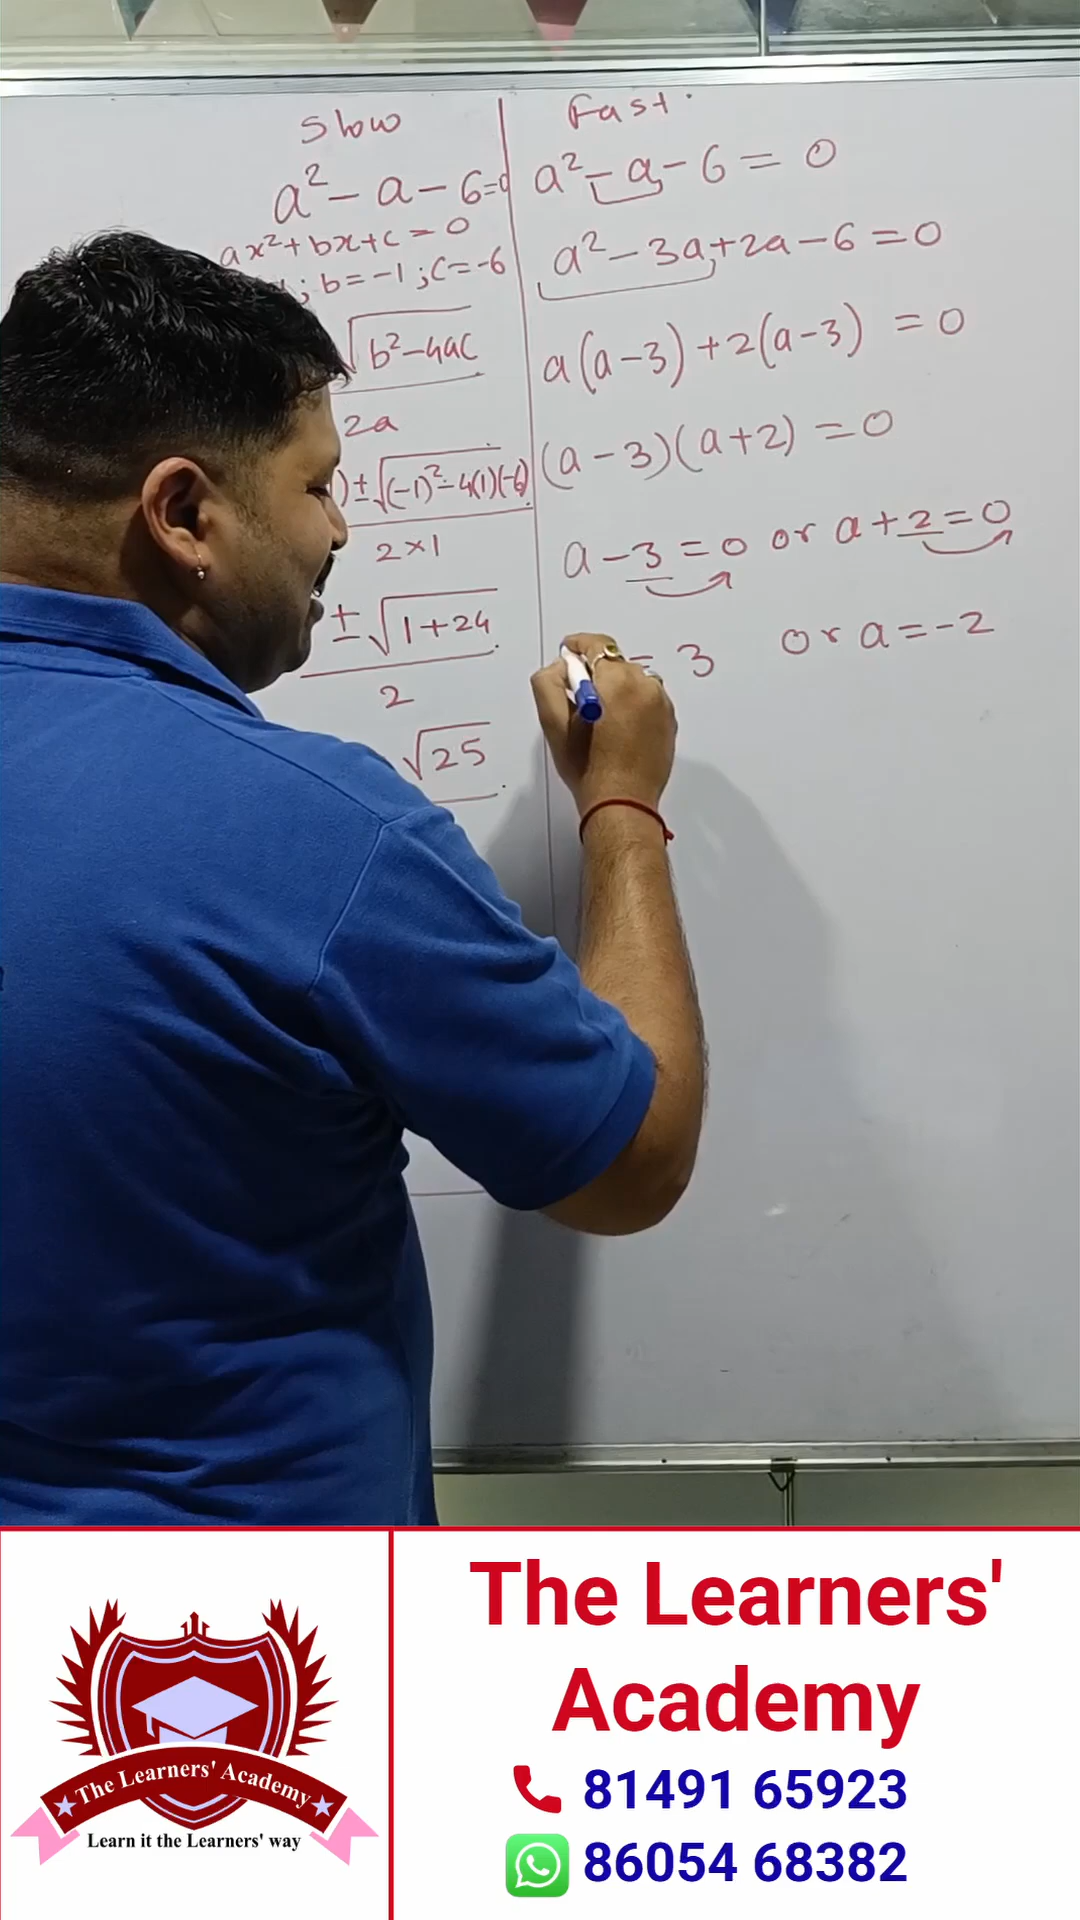 Slow
a² - a - 6 = 0
ax² + bx + c = 0
; b = -1 ; c = -6
√b² - 4ac
2a
) ± √(-1)² - 4(1)(-6)
2 × 1
± √1 + 24
2
√25
Fast
a² - a - 6 = 0
a² - 3a + 2a - 6 = 0
a(a - 3) + 2(a - 3) = 0
(a - 3)(a + 2) = 0
a - 3 = 0 or a + 2 = 0
= 3 or a = -2
The Learners' Academy
Learn it the Learners' way
The Learners'
Academy
81491 65923
86054 68382